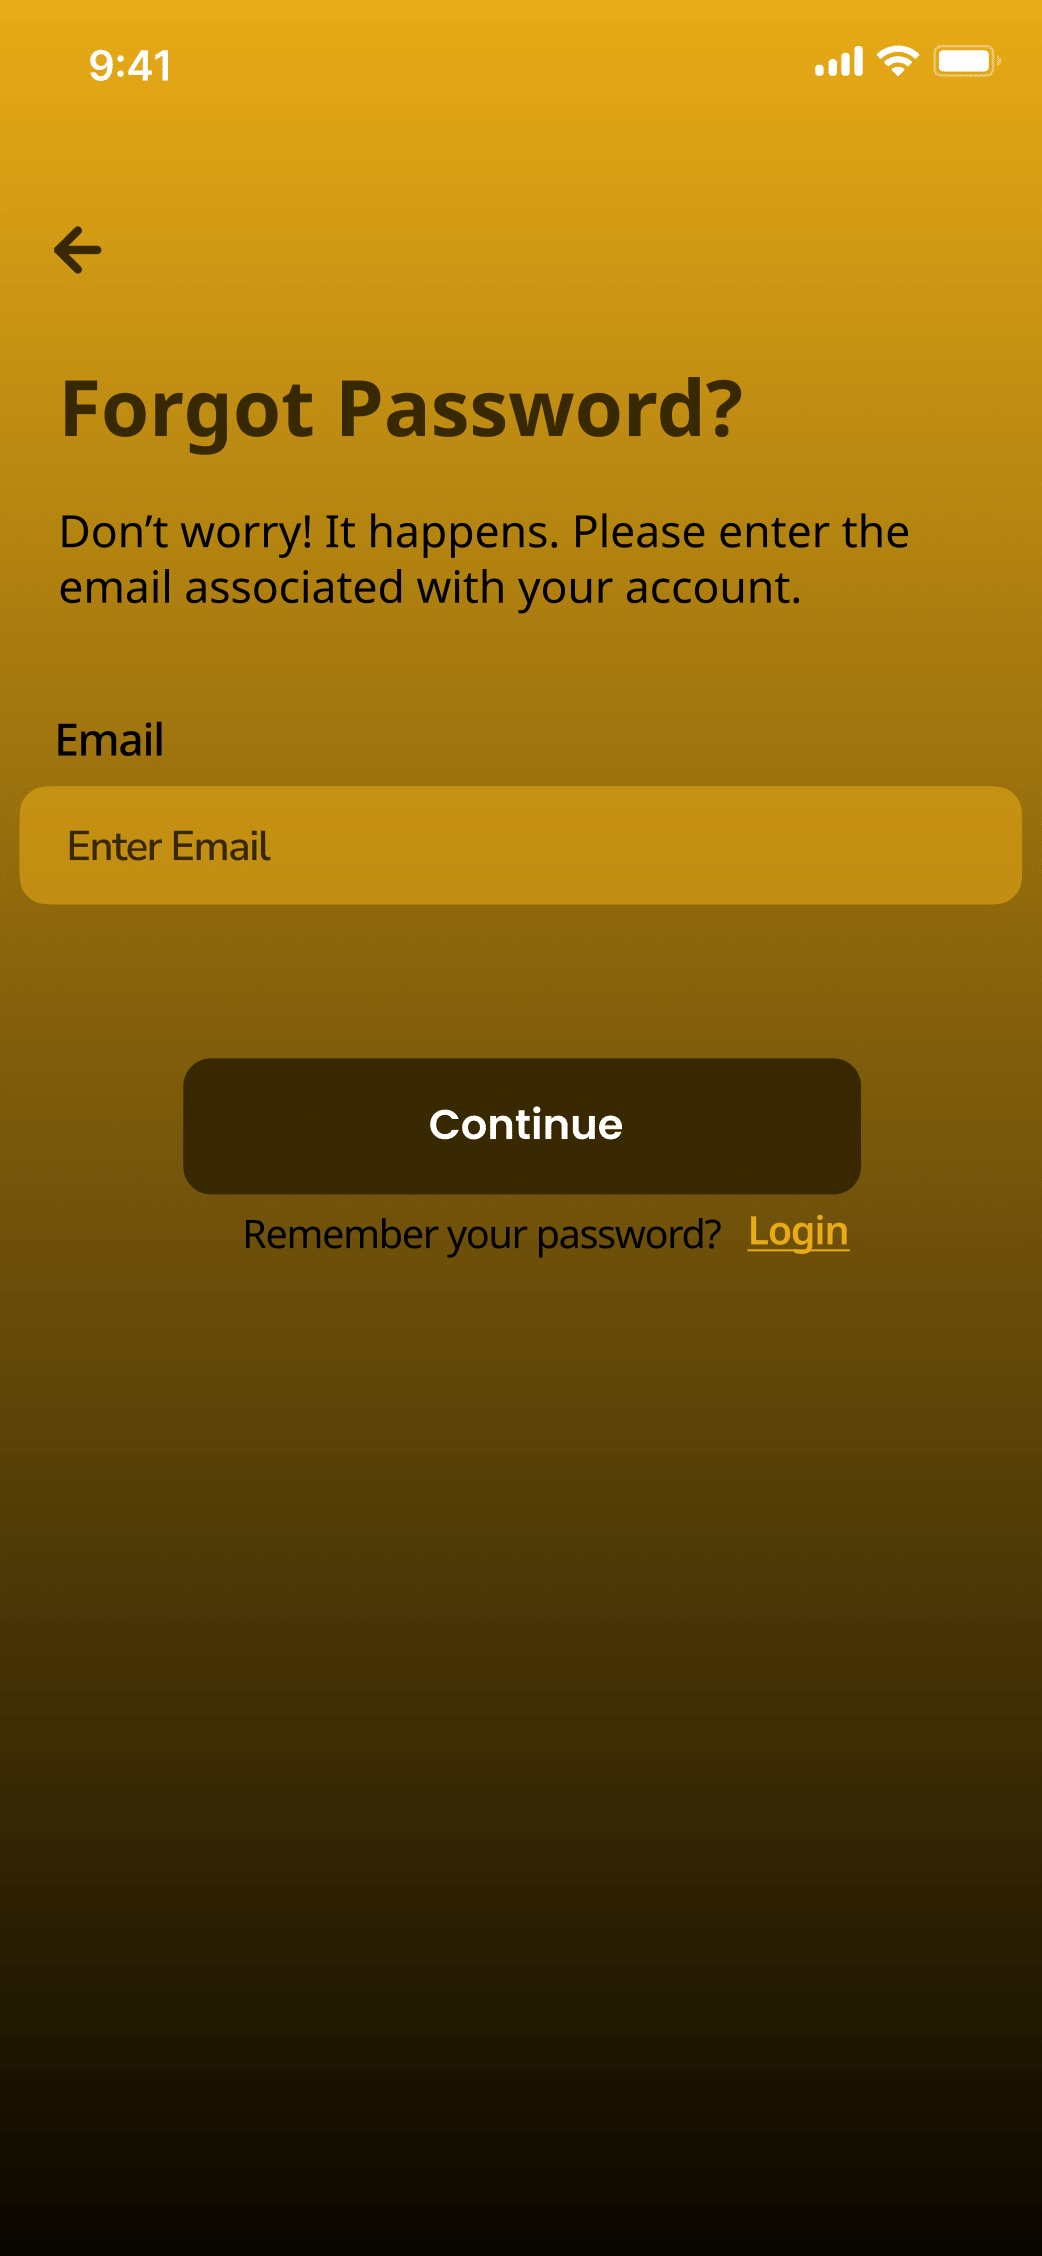 9:41
Forgot Password?
Don’t worry! It happens. Please enter the
email associated with your account.
Email
Enter Email
Continue
Remember your password? Login